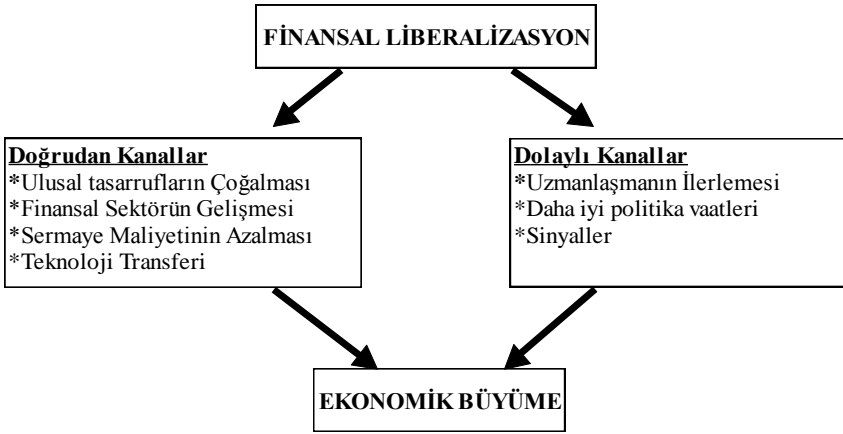 FİNANSAL LİBERALİZASYON
Doğrudan Kanallar
*Ulusal tasarrufların Çoğalması
*Finansal Sektörün Gelişmesi
*Sermaye Maliyetinin Azalması
*Teknoloji Transferi
Dolaylı Kanallar
*Uzmanlaşmanın İlerlemesi
*Daha iyi politika vaatleri
*Sinyaller
EKONOMİK BÜYÜME